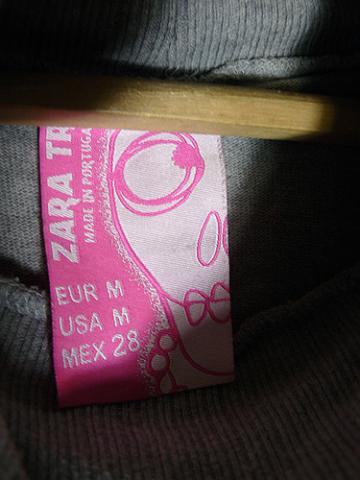 ZARA TR
MADE IN PORTUGA
EUR M
USA M
MEX 28